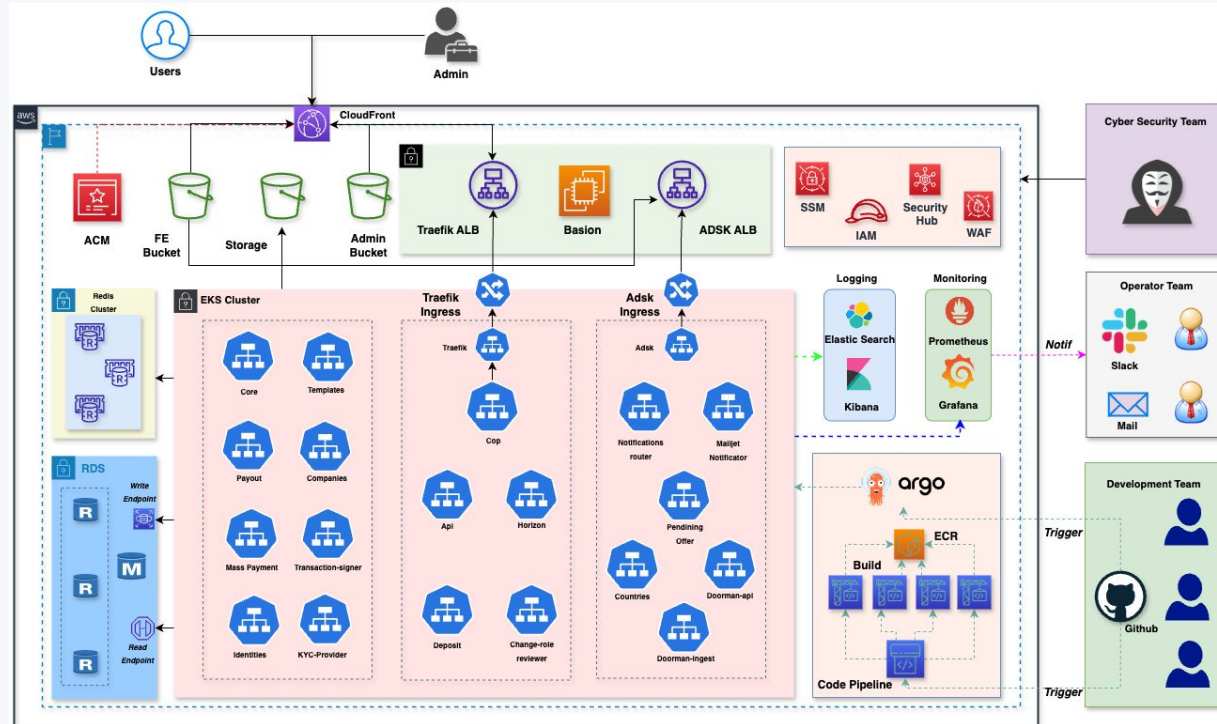 Users
Admin
aws
CloudFront
Cyber Security Team
ACM
FE
Bucket
Storage
Admin
Bucket
Traefik ALB
Basion
ADSK ALB
SSM
IAM
Security
Hub
WAF
Redis
Cluster
R
R
R
EKS Cluster
Traefik
Ingress
Adsk
Ingress
Logging
Monitoring
Operator Team
Core
Templates
Traefik
Adsk
Elastic Search
Kibana
Prometheus
Grafana
Notif
Slack
Mail
Cop
Notifications
router
Mailjet
Notificator
Payout
Companies
RDS
Write
Endpoint
R
M
R
Read
Endpoint
R
Api
Horizon
Pendining
Offer
argo
Development Team
Mass Payment
Transaction-signer
Countries
Doorman-api
ECR
Build
Trigger
Github
Identities
KYC-Provider
Deposit
Change-role
reviewer
Doorman-ingest
Code Pipeline
Trigger